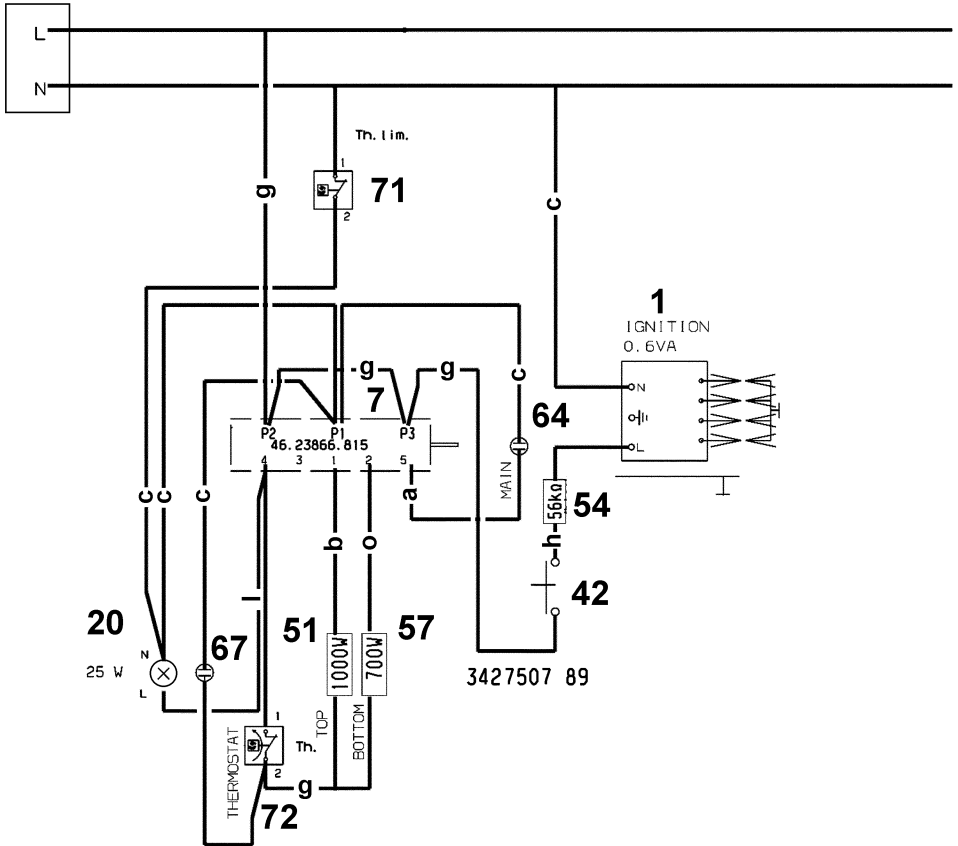 L
N
Th. lim.
1
71
2
g
c
1
IGNITION
0.6VA
N
L
g
g
c
7
64
P2 P1 P3
46.23866.815
4 3 1 2 5
MAIN
c
c
c
a
56kΩ
54
b
o
h
l
42
20
67
51
57
N
25 W
L
1000W
700W
3427507 89
TOP
BOTTOM
THERMOSTAT
1
Th.
2
g
72